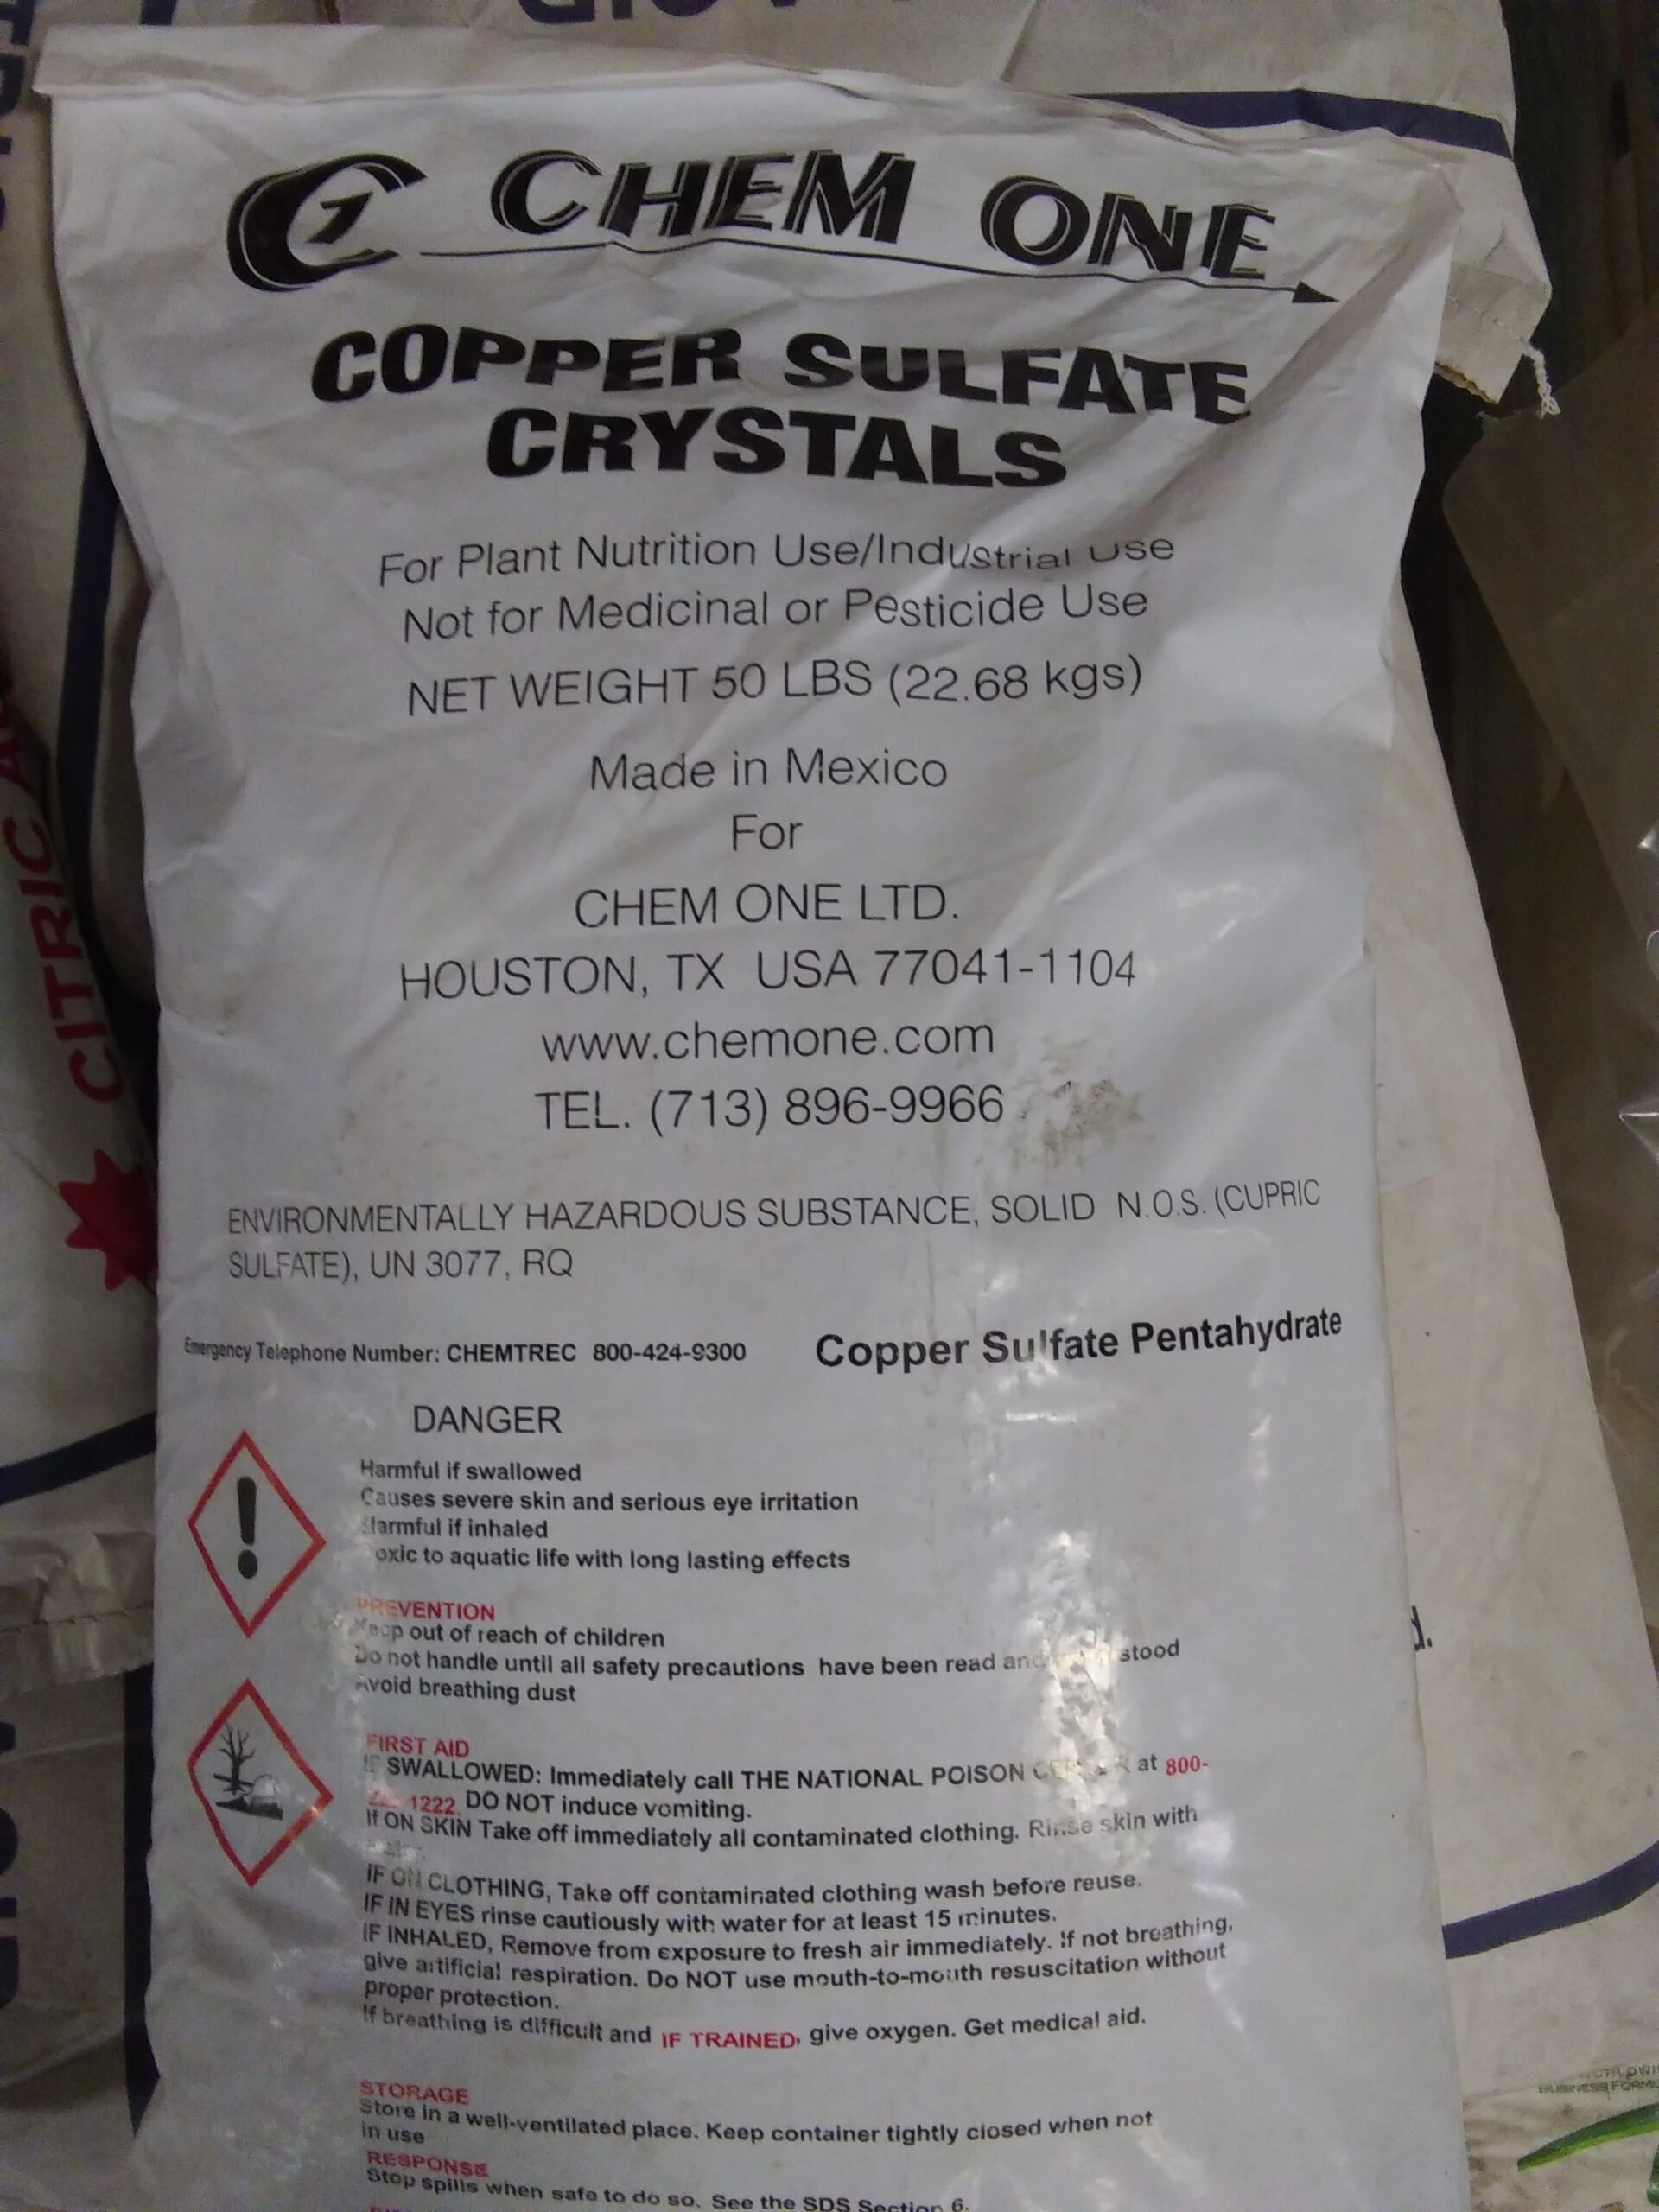 CHEM ONE
COPPER SULFATE
CRYSTALS
For Plant Nutrition Use/Industrial Use
Not for Medicinal or Pesticide Use
NET WEIGHT 50 LBS (22.68 kgs)
Made in Mexico
For
CHEM ONE LTD.
HOUSTON, TX USA 77041-1104
www.chemone.com
TEL. (713) 896-9966
ENVIRONMENTALLY HAZARDOUS SUBSTANCE, SOLID N.O.S. (CUPRIC
SULFATE), UN 3077, RQ
Emergency Telephone Number: CHEMTREC 800-424-9300
Copper Sulfate Pentahydrate
DANGER
Harmful if swallowed
Causes severe skin and serious eye irritation
Harmful if inhaled
Toxic to aquatic life with long lasting effects
PREVENTION
Keep out of reach of children
Do not handle until all safety precautions have been read and
Avoid breathing dust
FIRST AID
IF SWALLOWED: Immediately call THE NATIONAL POISON at 800-
1222. DO NOT induce vomiting.
If ON SKIN Take off immediately all contaminated clothing. Rinse skin with
IF ON CLOTHING, Take off contaminated clothing wash before reuse.
IF IN EYES rinse cautiously with water for at least 15 minutes.
IF INHALED, Remove from exposure to fresh air immediately. If not breathing,
give artificial respiration. Do NOT use mouth-to-mouth resuscitation without
proper protection.
If breathing is difficult and IF TRAINED, give oxygen. Get medical aid.
STORAGE
Store in a well-ventilated place. Keep container tightly closed when not
in use
RESPONSE
Stop spills when safe to do so. See the SDS Section 6.
CITRIC